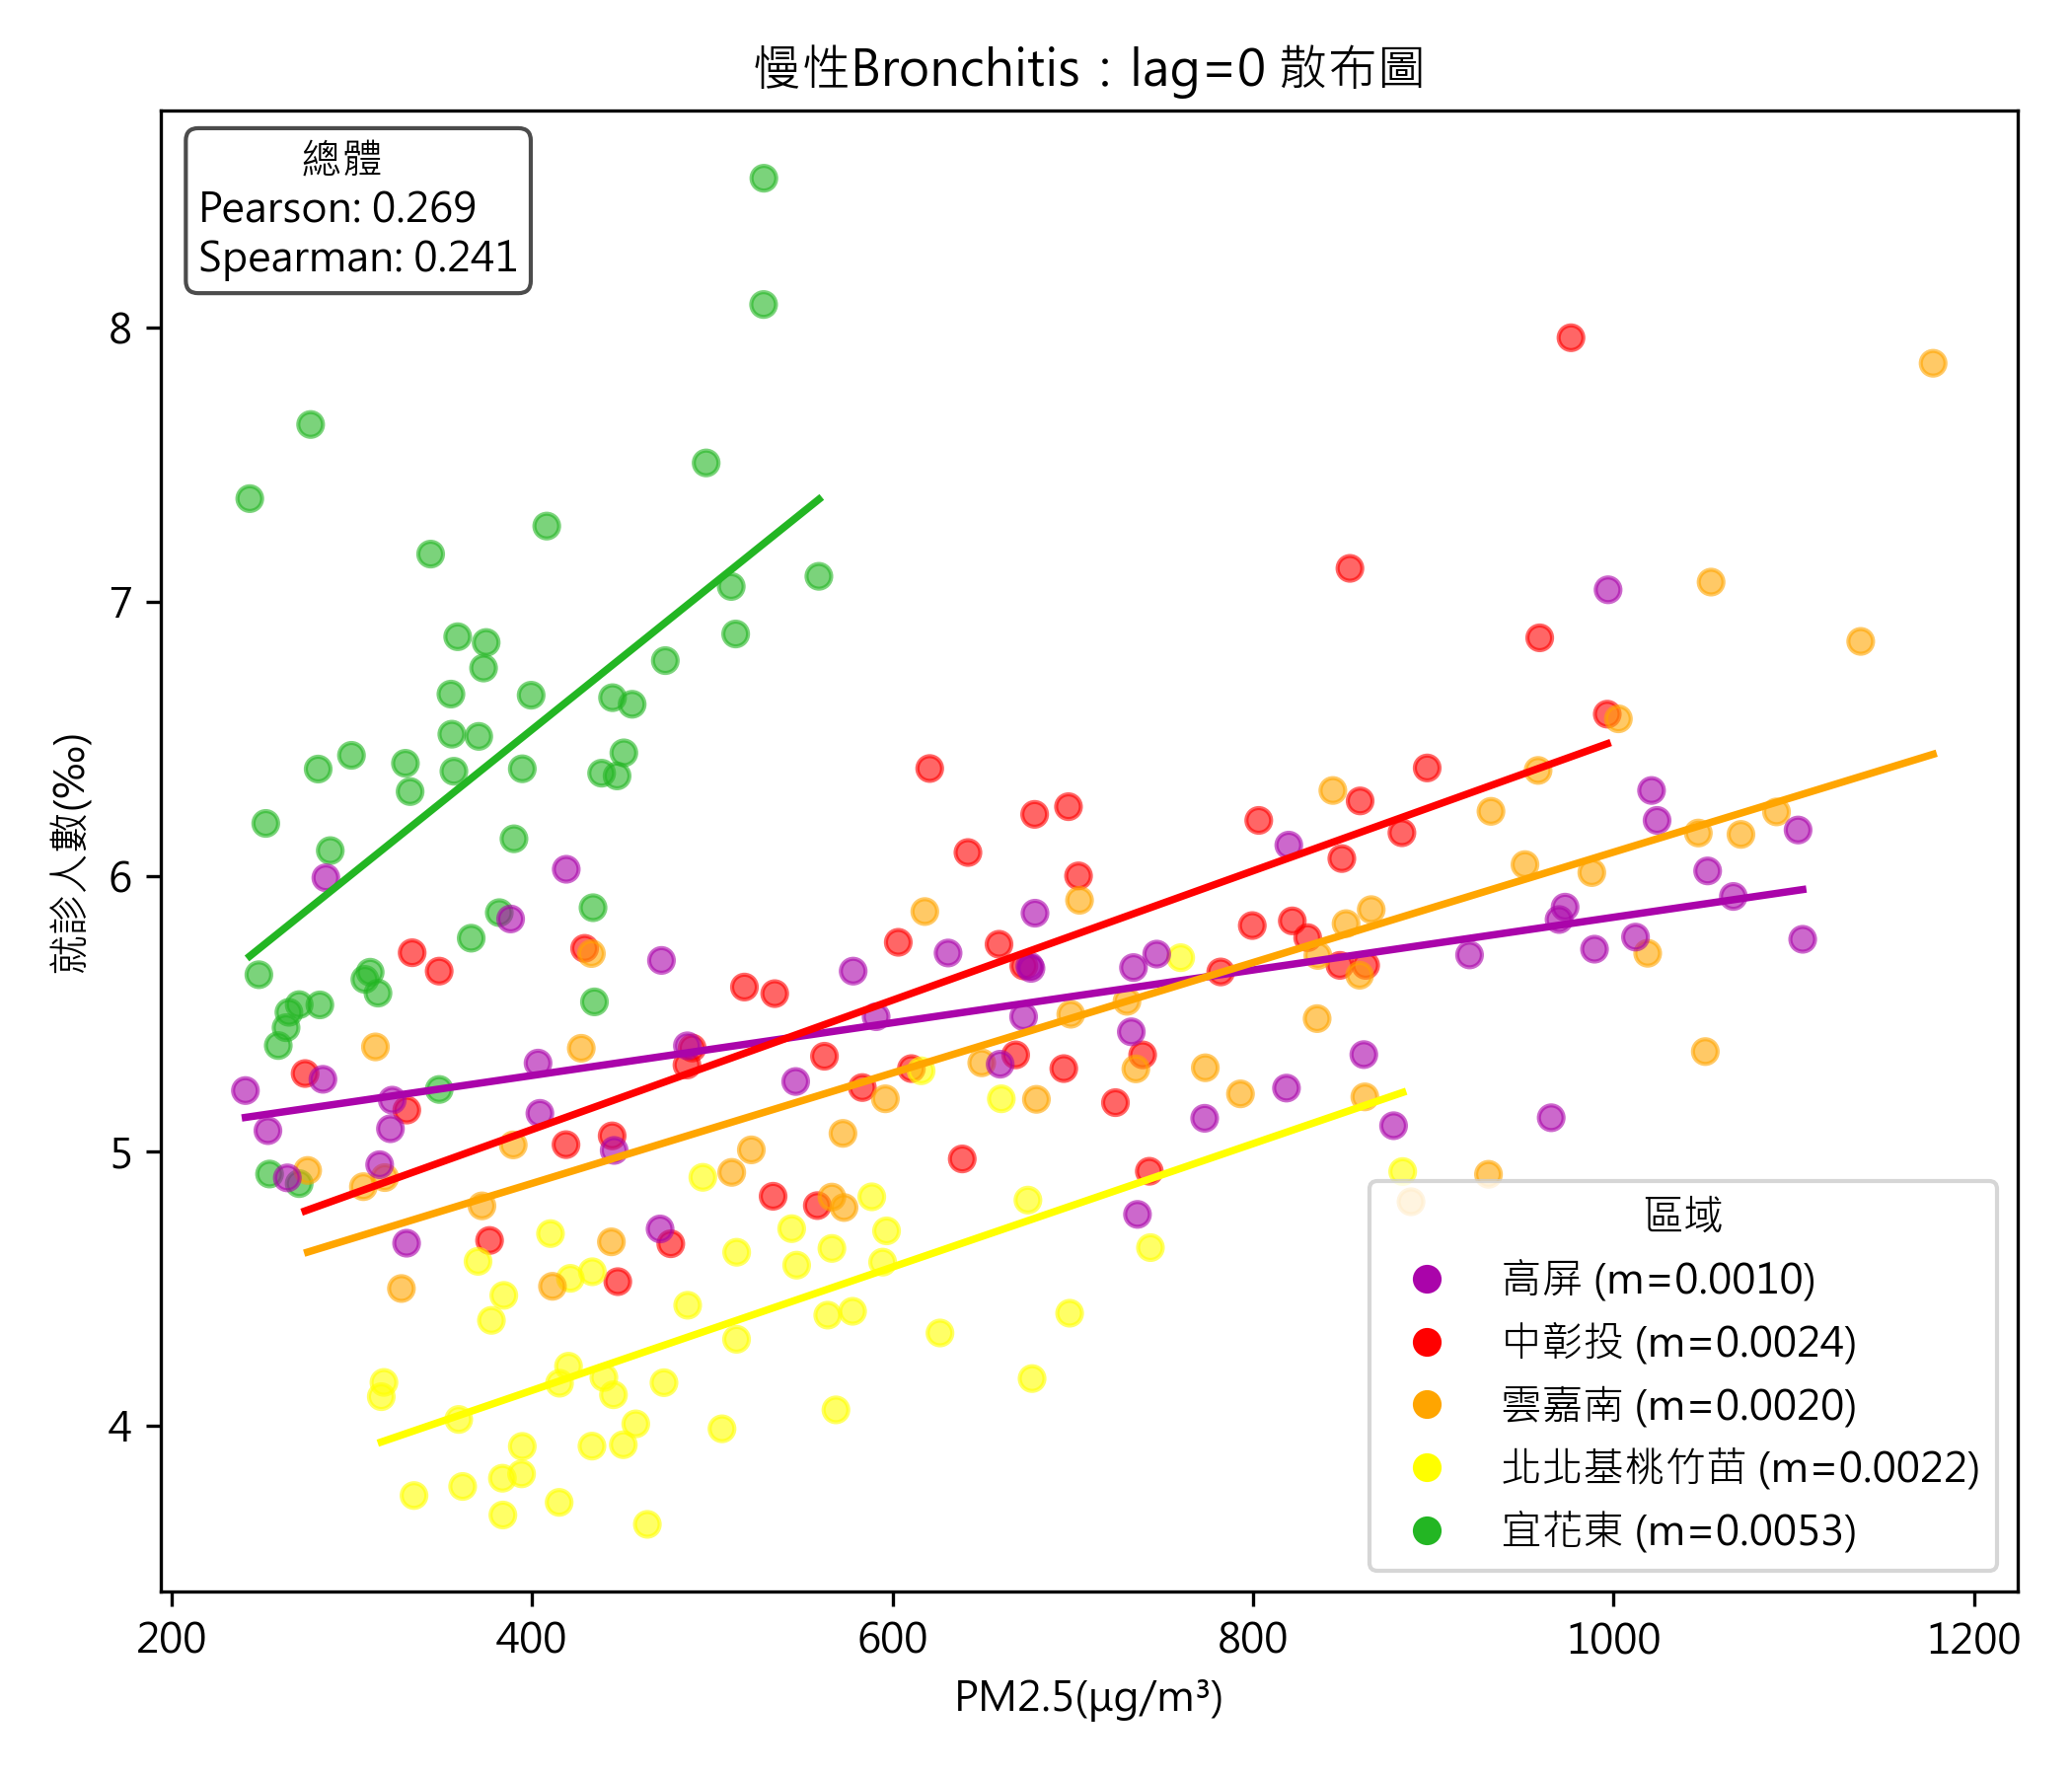 慢性Bronchitis：lag=0 散布圖
總體
Pearson: 0.269
Spearman: 0.241
就診人數(‰)
8
7
6
5
4
200 400 600 800 1000 1200
PM2.5(μg/m³)
區域
高屏 (m=0.0010)
中彰投 (m=0.0024)
雲嘉南 (m=0.0020)
北北基桃竹苗 (m=0.0022)
宜花東 (m=0.0053)